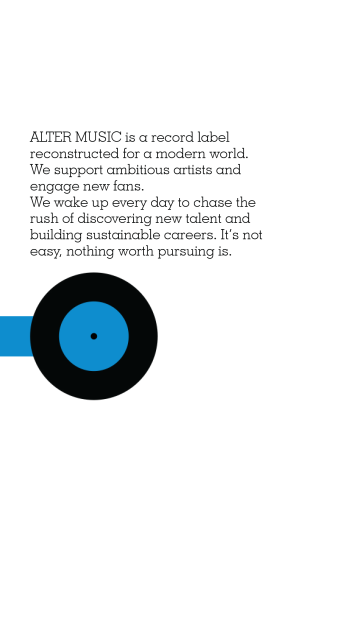 ALTER MUSIC is a record label
reconstructed for a modern world.
We support ambitious artists and
engage new fans.
We wake up every day to chase the
rush of discovering new talent and
building sustainable careers. It's not
easy, nothing worth pursuing is.